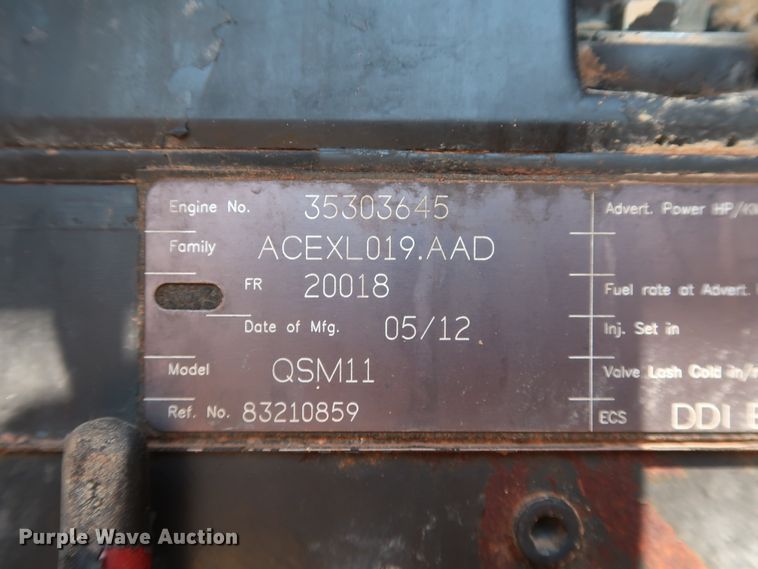 Engine No. 35303645
Family ACEXL019.AAD
FR 20018
Date of Mfg. 05/12
Model QSM11
Ref. No. 83210859
Advert. Power HP/
Fuel rate at Advert.
Inj. Set in
Valve Lash Cold in/
ECS DDI
Purple Wave Auction